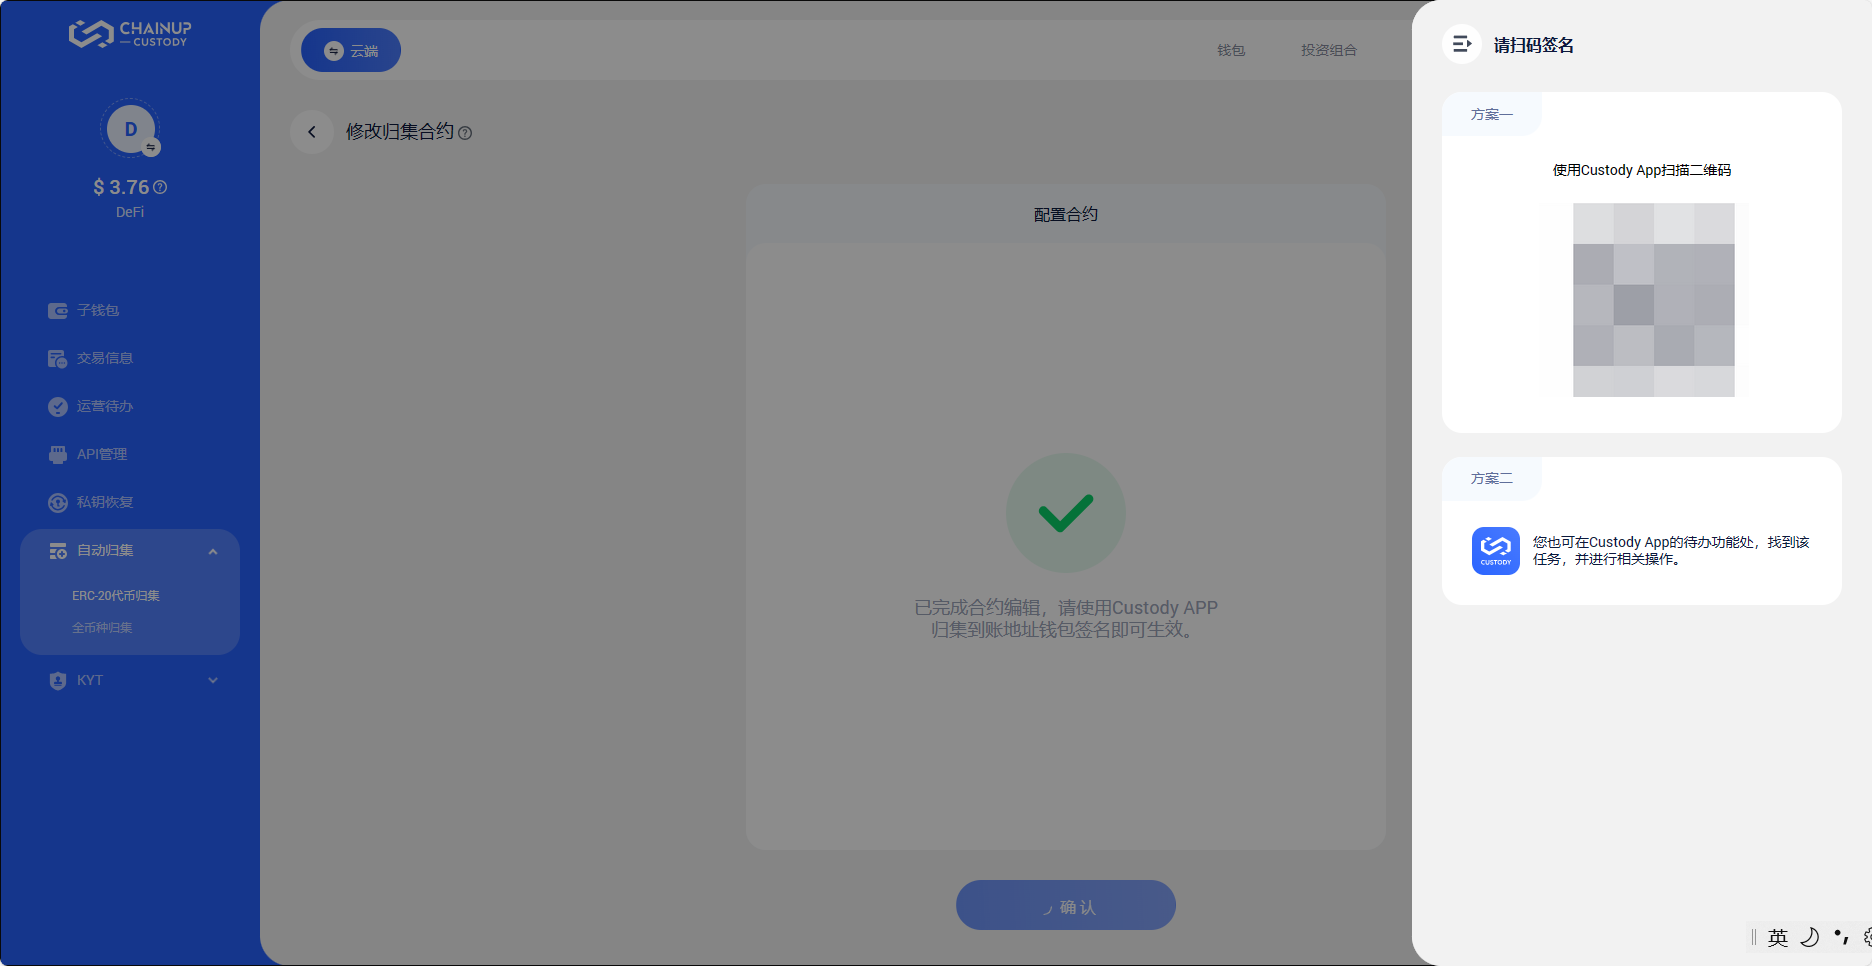 CHAINUP
CUSTODY
D
$ 3.76
DeFi
子钱包
交易信息
运营待办
API管理
私钥恢复
自动归集
ERC-20代币归集
全币种归集
KYT
云端
钱包
投资组合
修改归集合约
配置合约
已完成合约编辑，请使用Custody APP
归集到账地址钱包签名即可生效。
确认
请扫码签名
方案一
使用Custody App扫描二维码
方案二
CUSTODY
您也可在Custody App的待办功能处，找到该
任务，并进行相关操作。
英